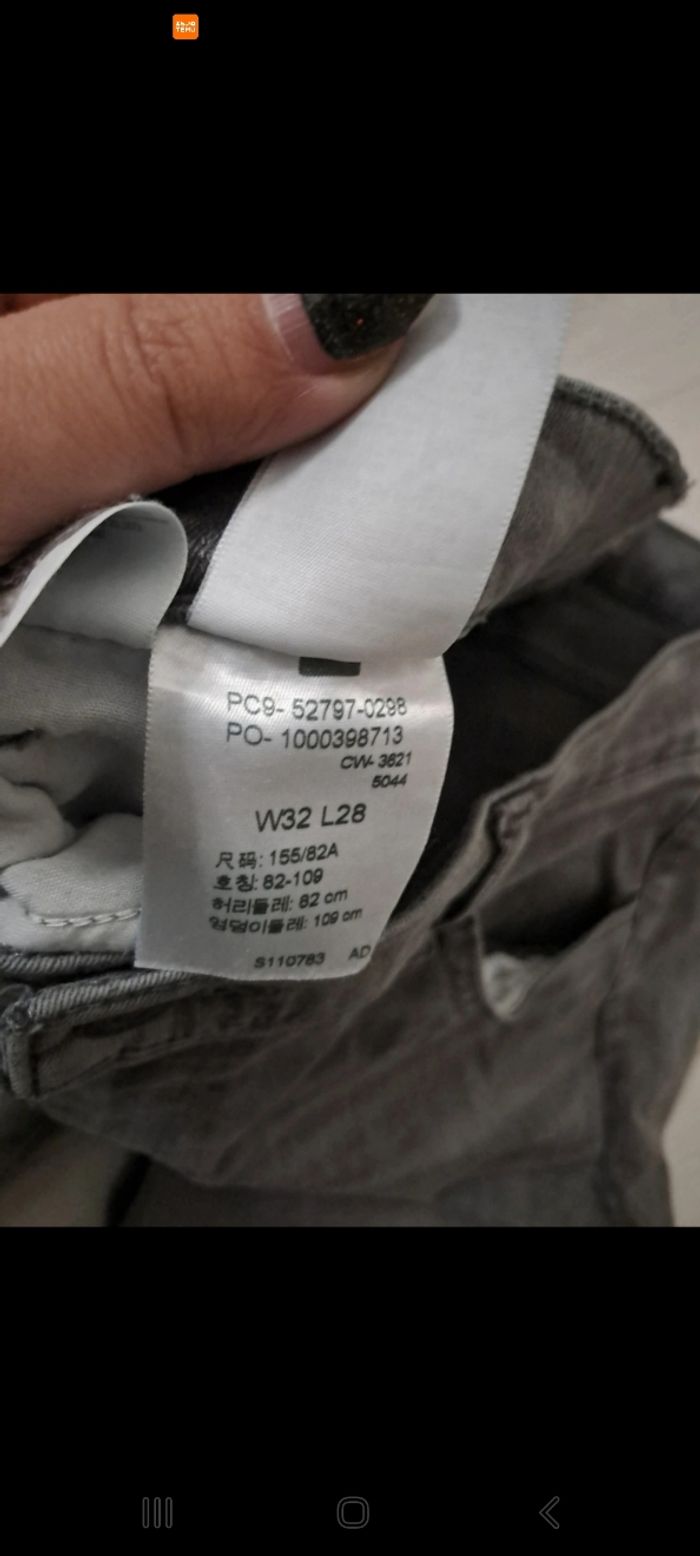 TEMU
PC9- 52797-0298
PO- 1000398713
CW- 3621
5044
W32 L28
尺码: 155/82A
호칭: 82-109
허리둘레: 82 cm
엉덩이둘레: 109 cm
S110783 AD